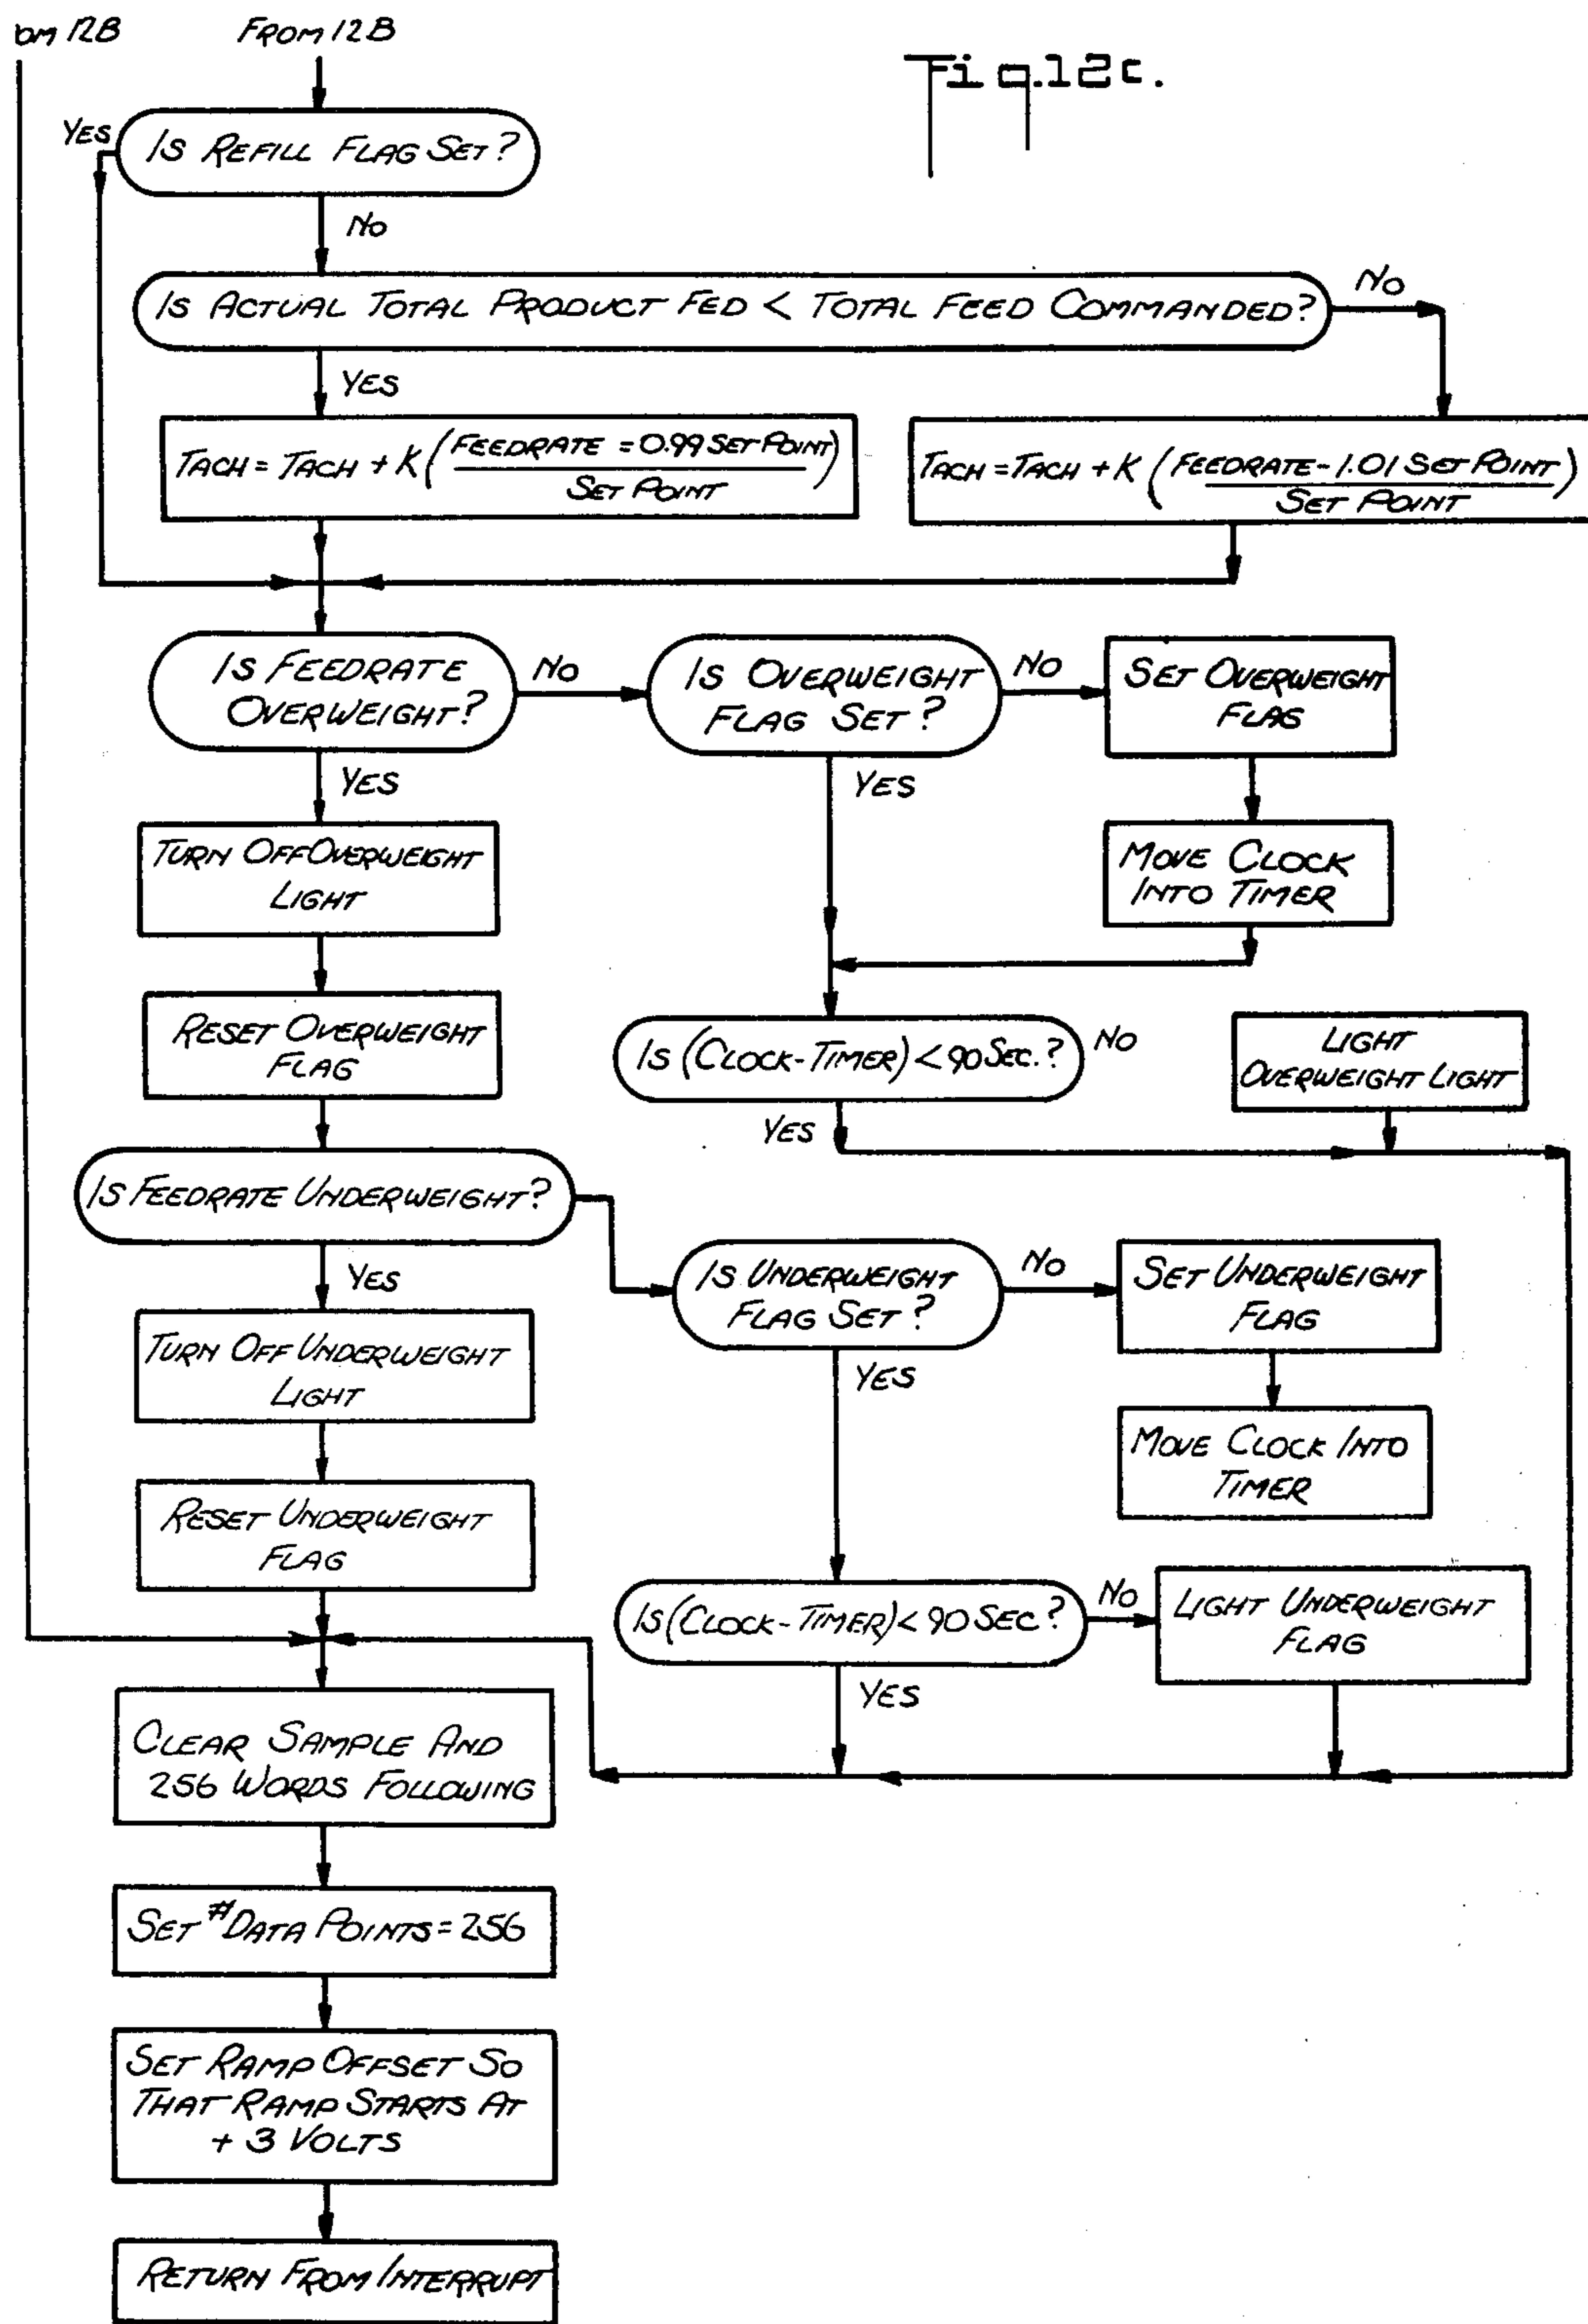 OM 12B
FROM 12B
Fig.12c.
YES
IS REFILL FLAG SET?
NO
IS ACTUAL TOTAL PRODUCT FED < TOTAL FEED COMMANDED?
NO
YES
TACH = TACH + K (FEEDRATE = 0.99 SET POINT)
SET POINT
TACH = TACH + K (FEEDRATE - 1.01 SET POINT)
SET POINT
IS FEEDRATE
OVERWEIGHT?
NO
IS OVERWEIGHT
FLAG SET?
NO
SET OVERWEIGHT
FLAG
YES
YES
TURN OFF OVERWEIGHT
LIGHT
MOVE CLOCK
INTO TIMER
RESET OVERWEIGHT
FLAG
IS (CLOCK-TIMER) < 90 SEC.?
NO
LIGHT
OVERWEIGHT LIGHT
YES
IS FEEDRATE UNDERWEIGHT?
YES
IS UNDERWEIGHT
FLAG SET?
NO
SET UNDERWEIGHT
FLAG
TURN OFF UNDERWEIGHT
LIGHT
YES
MOVE CLOCK INTO
TIMER
RESET UNDERWEIGHT
FLAG
IS (CLOCK-TIMER) < 90 SEC?
NO
LIGHT UNDERWEIGHT
FLAG
YES
CLEAR SAMPLE AND
256 WORDS FOLLOWING
SET #DATA POINTS = 256
SET RAMP OFFSET SO
THAT RAMP STARTS AT
+ 3 VOLTS
RETURN FROM INTERRUPT